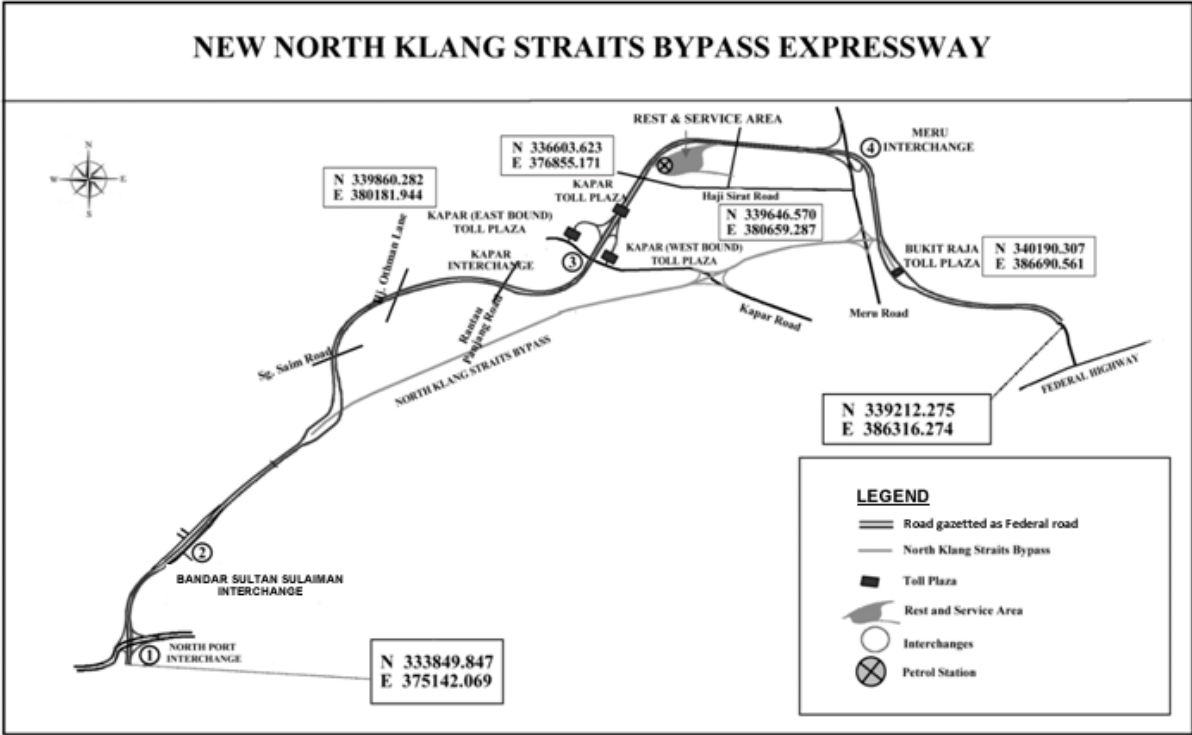 NEW NORTH KLANG STRAITS BYPASS EXPRESSWAY
N
W
E
S
REST & SERVICE AREA
N 336603.623
E 376855.171
4
MERU
INTERCHANGE
N 339860.282
E 380181.944
KAPAR
TOLL PLAZA
Haji Sirat Road
N 339646.570
E 380659.287
KAPAR (EAST BOUND)
TOLL PLAZA
Hj. Othman Lane
KAPAR
INTERCHANGE
3
KAPAR (WEST BOUND)
TOLL PLAZA
BUKIT RAJA
TOLL PLAZA
N 340190.307
E 386690.561
Rantau
Panjang Road
Kapar Road
Meru Road
Sg. Saim Road
NORTH KLANG STRAITS BYPASS
FEDERAL HIGHWAY
N 339212.275
E 386316.274
2
BANDAR SULTAN SULAIMAN
INTERCHANGE
1
NORTH PORT
INTERCHANGE
N 333849.847
E 375142.069
LEGEND
Road gazetted as Federal road
North Klang Straits Bypass
Toll Plaza
Rest and Service Area
Interchanges
Petrol Station